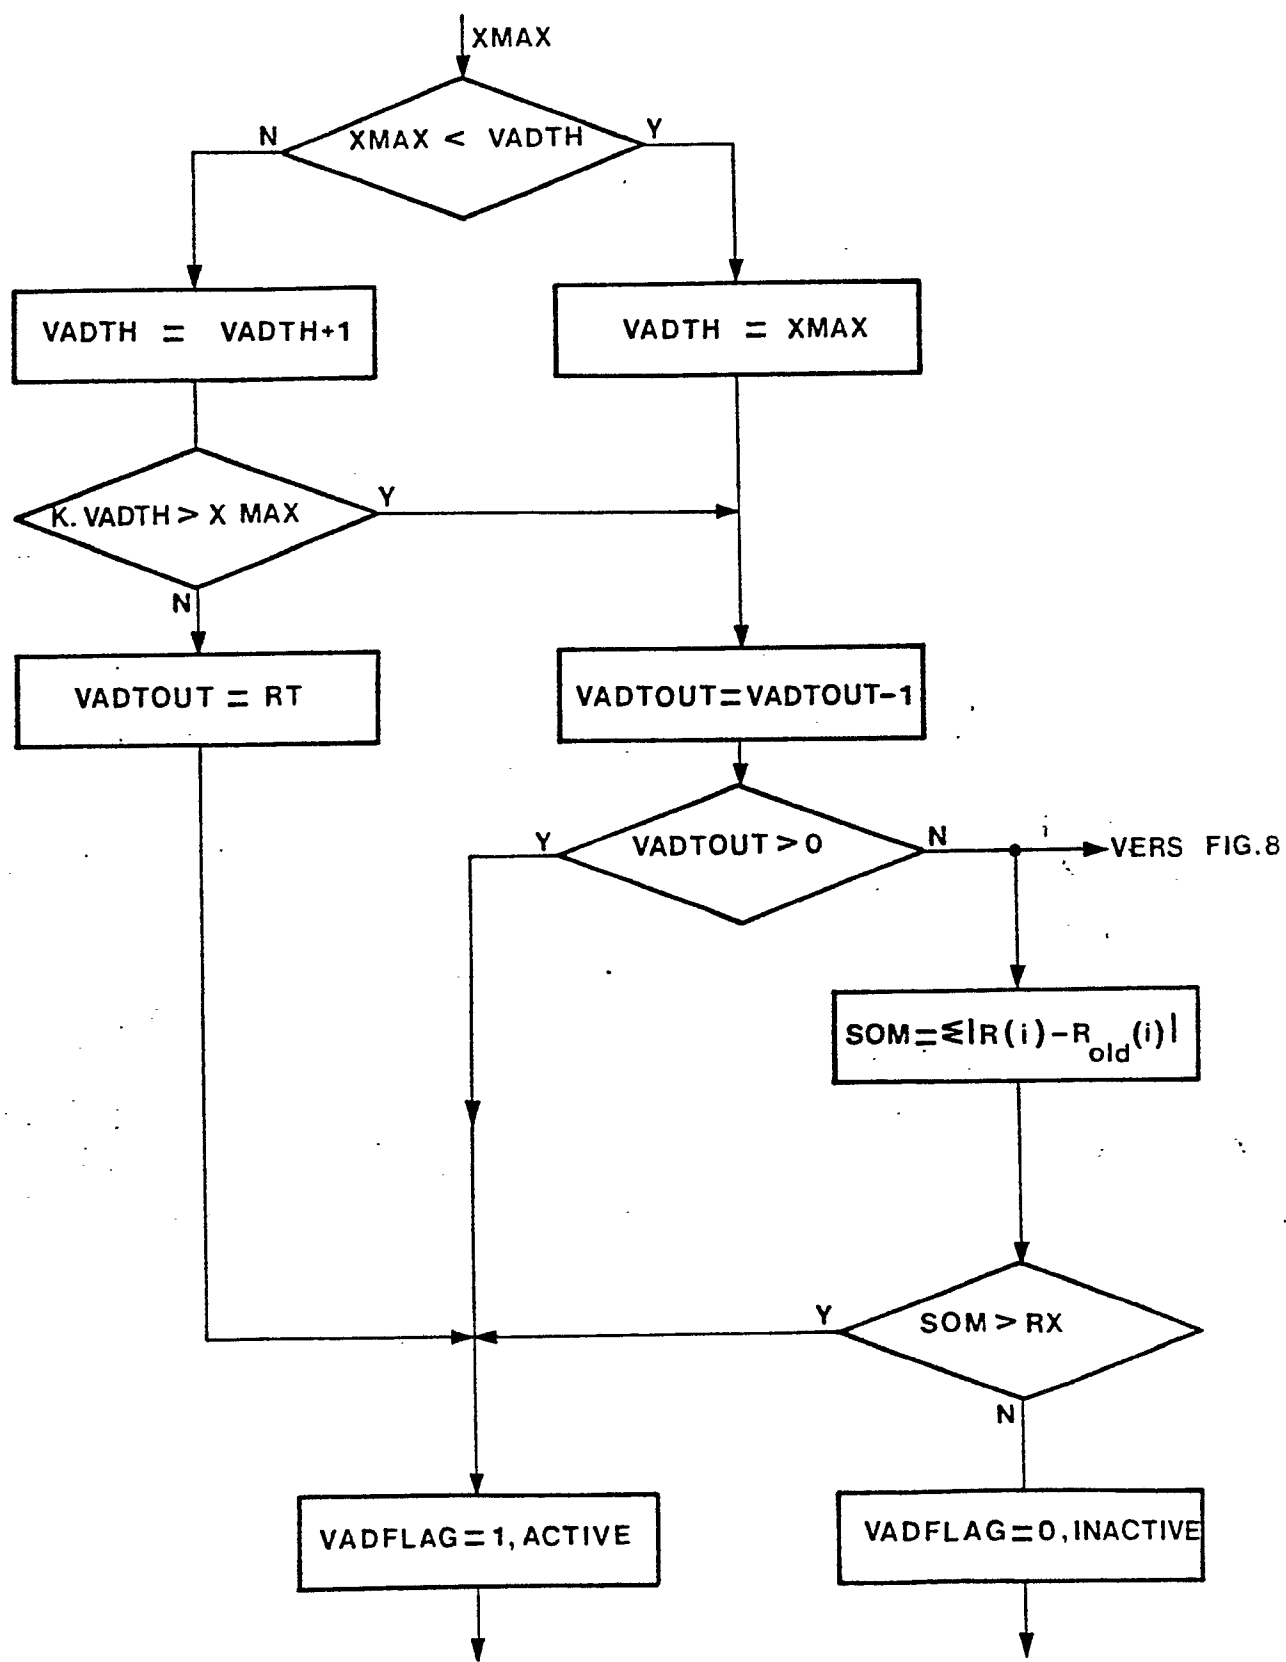 XMAX
N
XMAX < VADTH
Y
VADTH = VADTH+1
VADTH = XMAX
K.VADTH > X MAX
Y
N
VADTOUT = RT
VADTOUT=VADTOUT-1
Y
VADTOUT > 0
N
VERS FIG.8
SOM=≤|R(i)-Rold(i)|
Y
SOM > RX
N
VADFLAG=1, ACTIVE
VADFLAG=0, INACTIVE